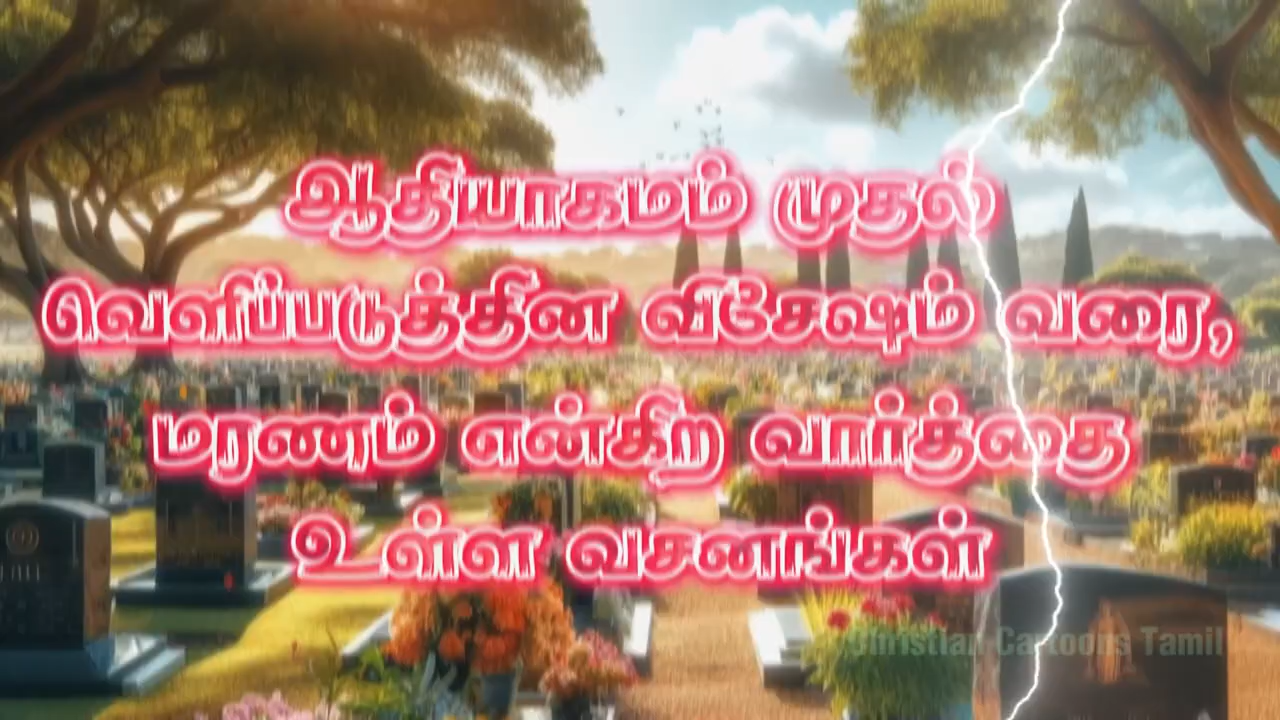 ஆதியாகமம் முதல்
வெளிப்படுத்தின விசேஷம் வரை,
மரணம் என்கிற வார்த்தை
உள்ள வசனங்கள்
Christian Cartoons Tamil